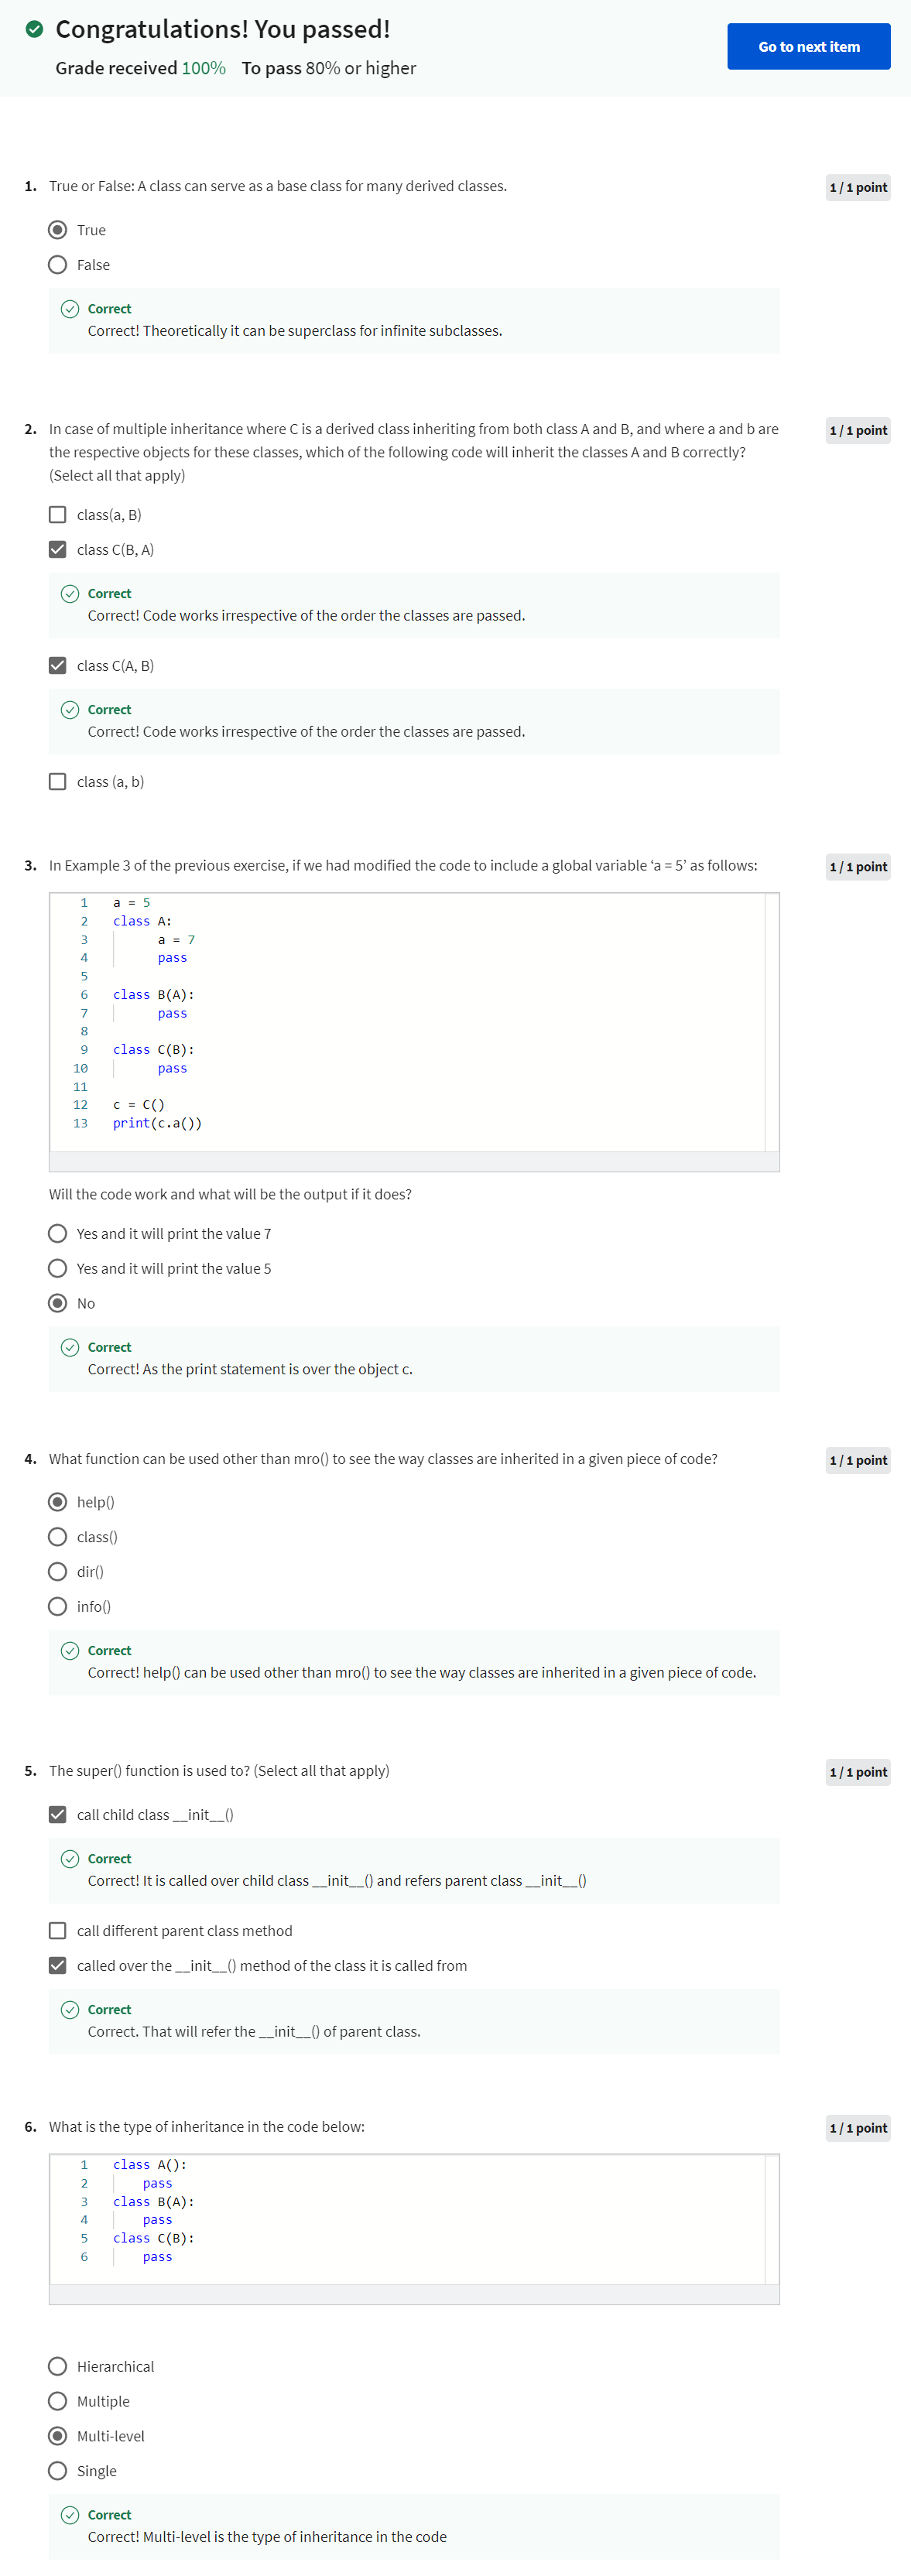 Congratulations! You passed!
Grade received 100% To pass 80% or higher
Go to next item
1. True or False: A class can serve as a base class for many derived classes.
1 / 1 point
True
False
Correct
Correct! Theoretically it can be superclass for infinite subclasses.
2. In case of multiple inheritance where C is a derived class inheriting from both class A and B, and where a and b are
the respective objects for these classes, which of the following code will inherit the classes A and B correctly?
(Select all that apply)
1 / 1 point
class(a, B)
class C(B, A)
Correct
Correct! Code works irrespective of the order the classes are passed.
class C(A, B)
Correct
Correct! Code works irrespective of the order the classes are passed.
class (a, b)
3. In Example 3 of the previous exercise, if we had modified the code to include a global variable ‘a = 5’ as follows:
1 / 1 point
1 a = 5
2 class A:
3 a = 7
4 pass
5
6 class B(A):
7 pass
8
9 class C(B):
10 pass
11
12 c = C()
13 print(c.a())
Will the code work and what will be the output if it does?
Yes and it will print the value 7
Yes and it will print the value 5
No
Correct
Correct! As the print statement is over the object c.
4. What function can be used other than mro() to see the way classes are inherited in a given piece of code?
1 / 1 point
help()
class()
dir()
info()
Correct
Correct! help() can be used other than mro() to see the way classes are inherited in a given piece of code.
5. The super() function is used to? (Select all that apply)
1 / 1 point
call child class __init__()
Correct
Correct! It is called over child class __init__() and refers parent class __init__()
call different parent class method
called over the __init__() method of the class it is called from
Correct
Correct. That will refer the __init__() of parent class.
6. What is the type of inheritance in the code below:
1 / 1 point
1 class A():
2 pass
3 class B(A):
4 pass
5 class C(B):
6 pass
Hierarchical
Multiple
Multi-level
Single
Correct
Correct! Multi-level is the type of inheritance in the code